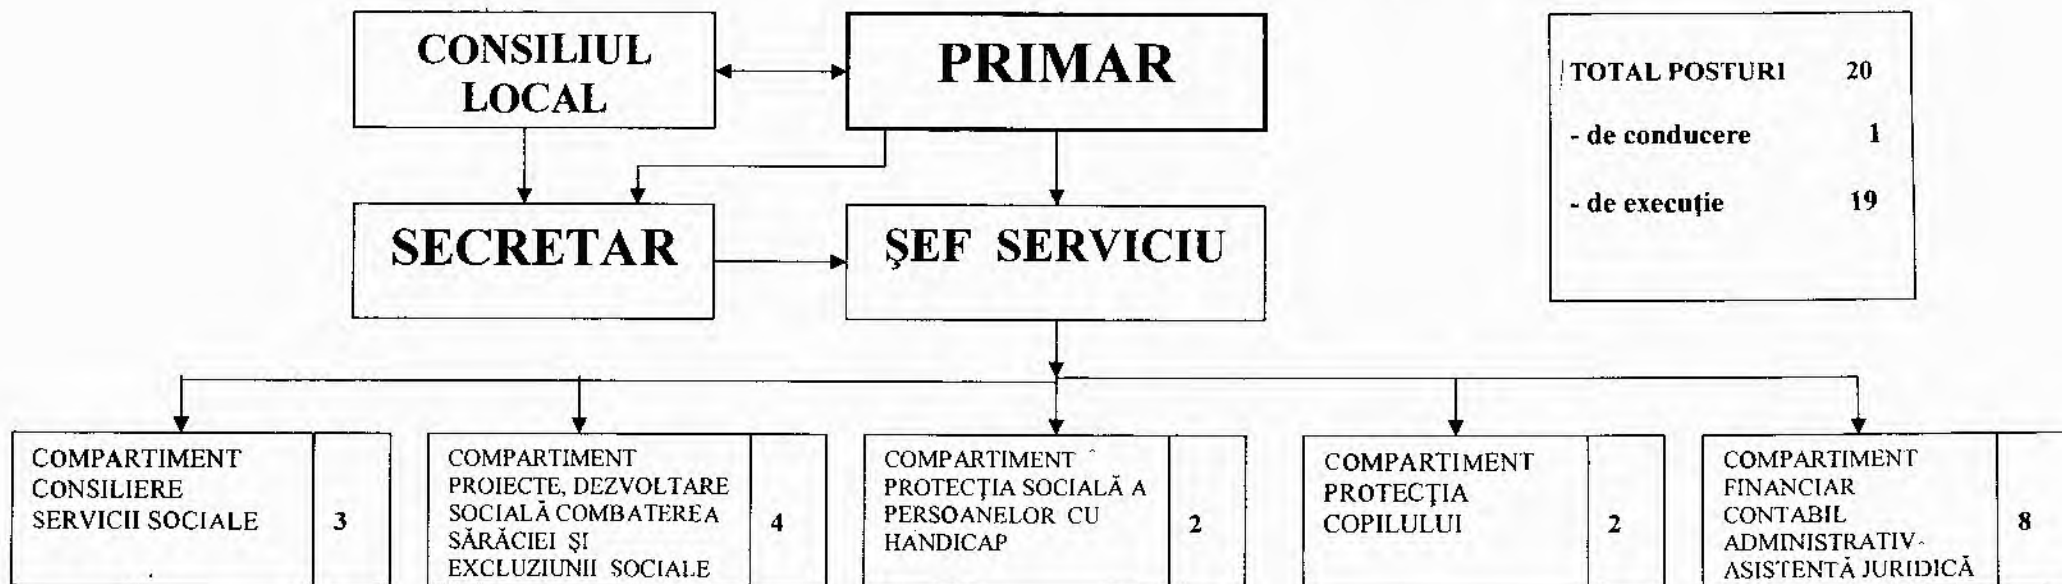 CONSILIUL
LOCAL
PRIMAR
TOTAL POSTURI 20
- de conducere 1
- de execuţie 19
SECRETAR
ŞEF SERVICIU
COMPARTIMENT
CONSILIERE
SERVICII SOCIALE
3
COMPARTIMENT
PROIECTE, DEZVOLTARE
SOCIALĂ COMBATEREA
SĂRĂCIEI ŞI
EXCLUZIUNII SOCIALE
4
COMPARTIMENT
PROTECŢIA SOCIALĂ A
PERSOANELOR CU
HANDICAP
2
COMPARTIMENT
PROTECŢIA
COPILULUI
2
COMPARTIMENT
FINANCIAR
CONTABIL
ADMINISTRATIV-
ASISTENTĂ JURIDICĂ
8